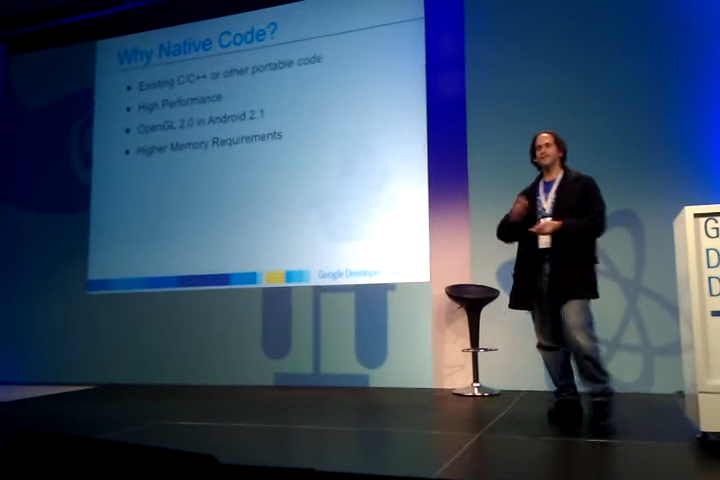 Why Native Code?
Existing C/C++ or other portable code
High Performance
OpenGL 2.0 in Android 2.1
Higher Memory Requirements
Google Developer
G
D
D